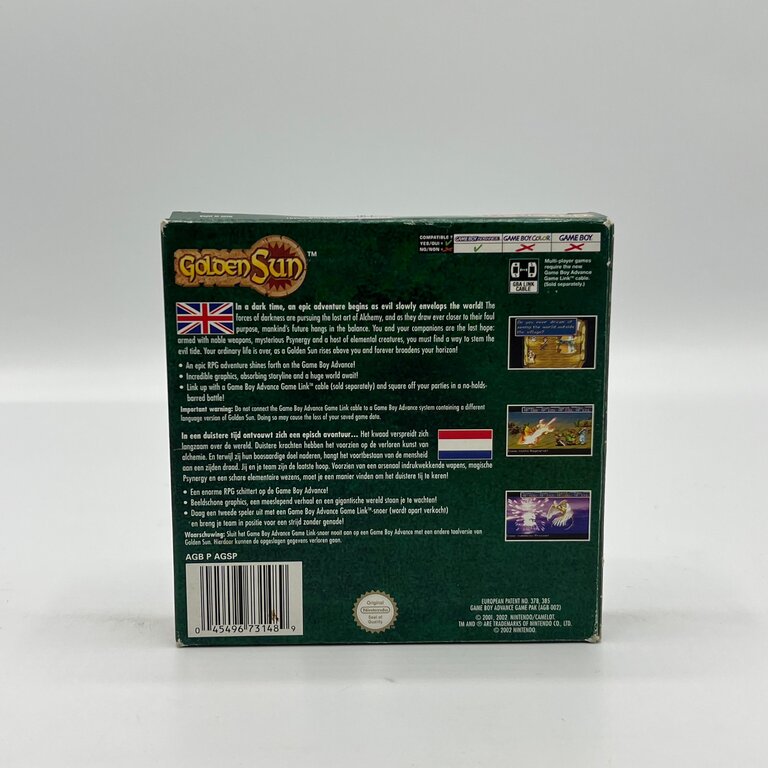 COMPATIBLE?
YES/OUI = ✓
NO/NON =
GAME BOY ADVANCE
GAME BOY COLOR
GAME BOY
Golden Sun™
GBA LINK
CABLE
Multi-player games
require the new
Game Boy Advance
Game Link™ cable.
(Sold separately.)
In a dark time, an epic adventure begins as evil slowly envelops the world! The
forces of darkness are pursuing the lost art of Alchemy, and as they draw ever closer to their foul
purpose, mankind's future hangs in the balance. You and your companions are the last hope:
armed with noble weapons, mysterious Psynergy and a host of elemental creatures, you must find a way to stem the
evil tide. Your ordinary life is over, as a Golden Sun rises above you and forever broadens your horizon!
• An epic RPG adventure shines forth on the Game Boy Advance!
• Incredible graphics, absorbing storyline and a huge world await!
• Link up with a Game Boy Advance Game Link™ cable (sold separately) and square off your parties in a no-holds-
barred battle!
Important warning: Do not connect the Game Boy Advance Game Link cable to a Game Boy Advance system containing a different
language version of Golden Sun. Doing so may cause the loss of your saved game data.
Do you ever dream of
seeing the world outside
the village?
In een duistere tijd ontvouwt zich een episch avontuur... Het kwaad verspreidt zich
langzaam over de wereld. Duistere krachten hebben het voorzien op de verloren kunst van
alchemie. En terwijl zij hun boosaardige doel naderen, hangt het voortbestaan van de mensheid
aan een zijden draad. Jij en je team zijn de laatste hoop. Voorzien van een arsenaal indrukwekkende wapens, magische
Psynergy en een schare elementaire wezens, moet je een manier vinden om het duistere tij te keren!
• Een enorme RPG schittert op de Game Boy Advance!
• Beeldschone graphics, een meeslepend verhaal en een gigantische wereld staan je te wachten!
• Daag een tweede speler uit met een Game Boy Advance Game Link™-snoer (wordt apart verkocht)
en breng je team in positie voor een strijd zonder genade!
Waarschuwing: Sluit het Game Boy Advance Game Link-snoer nooit aan op een Game Boy Advance met een andere taalversie van
Golden Sun. Hierdoor kunnen de opgeslagen gegevens verloren gaan.
AGB P AGSP
0 45496 73148 9
Original
Nintendo
Seal of
Quality
EUROPEAN PATENT NO. 378, 385
GAME BOY ADVANCE GAME PAK (AGB-002)
© 2001, 2002, NINTENDO/CAMELOT.
TM AND ® ARE TRADEMARKS OF NINTENDO CO., LTD.
© 2002 NINTENDO.